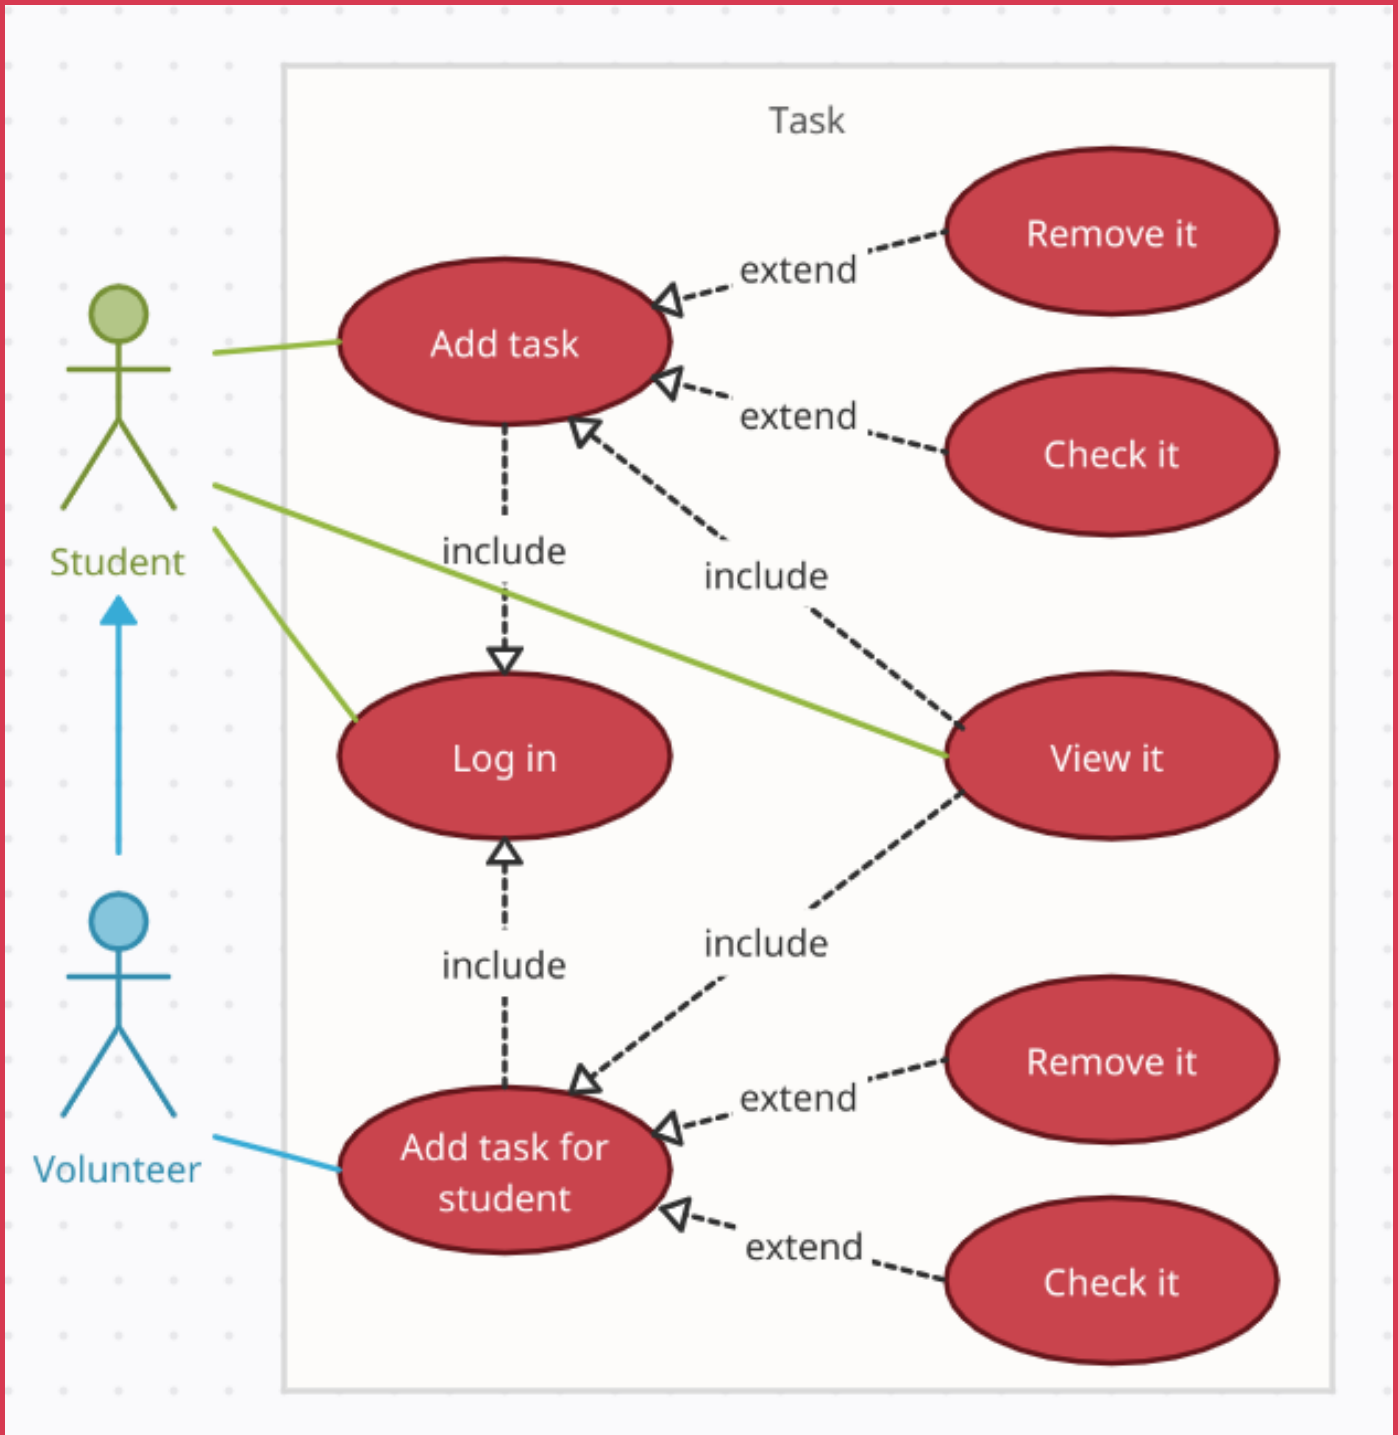 Task
Remove it
extend
Add task
extend
Check it
include
include
Student
Log in
View it
include
include
Remove it
extend
Add task for
student
Volunteer
extend
Check it